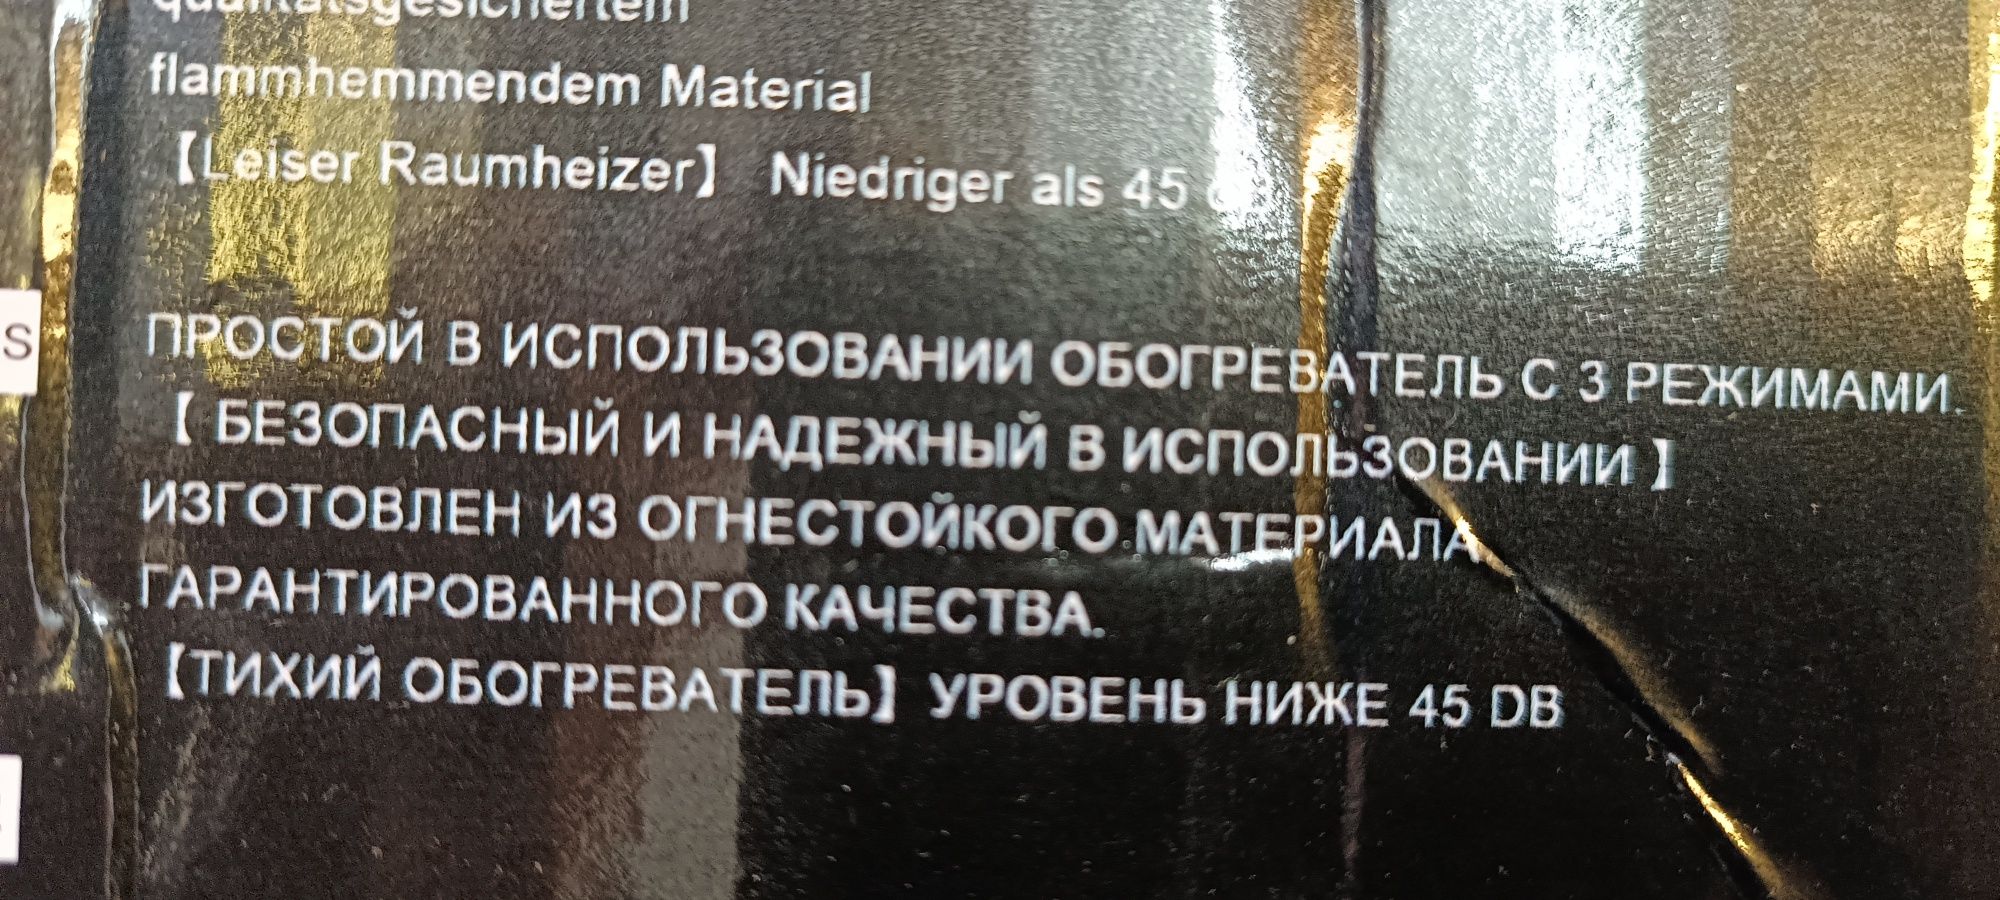 qualitätsgesichertem
flammhemmendem Material
【Leiser Raumheizer】 Niedriger als 45
ПРОСТОЙ В ИСПОЛЬЗОВАНИИ ОБОГРЕВАТЕЛЬ С 3 РЕЖИМАМИ.
【 БЕЗОПАСНЫЙ И НАДЕЖНЫЙ В ИСПОЛЬЗОВАНИИ 】
S
ИЗГОТОВЛЕН ИЗ ОГНЕСТОЙКОГО МАТЕРИАЛА
ГАРАНТИРОВАННОГО КАЧЕСТВА.
【ТИХИЙ ОБОГРЕВАТЕЛЬ】 УРОВЕНЬ НИЖЕ 45 DB